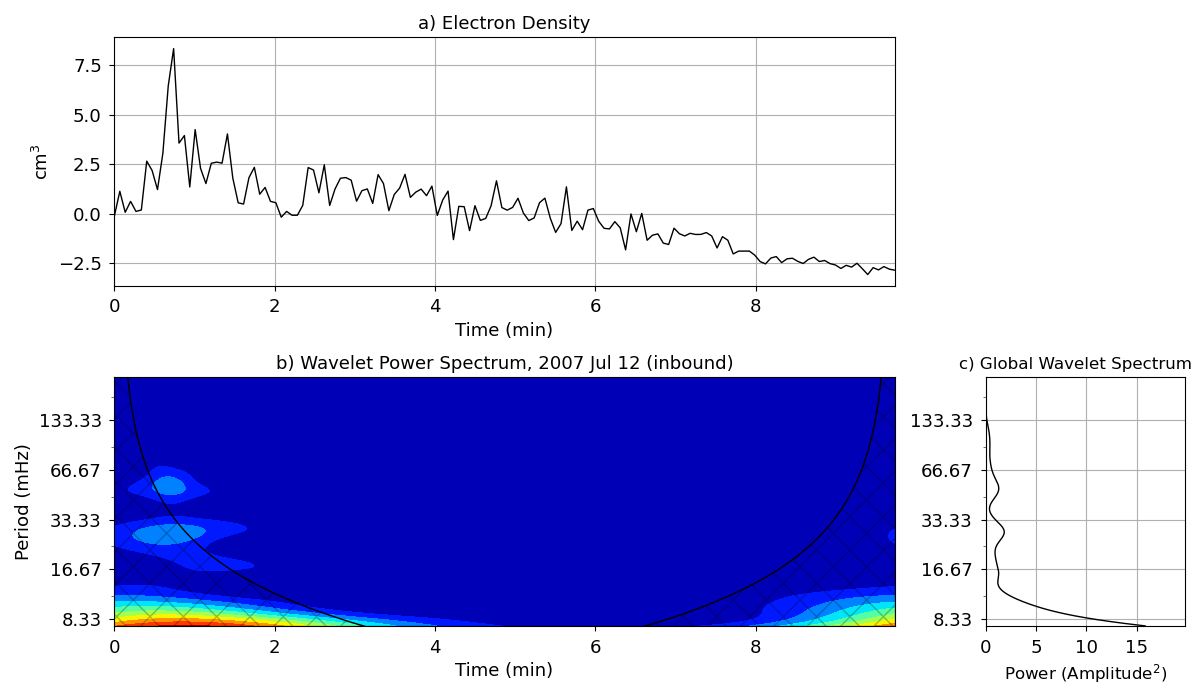 a) Electron Density
7.5
5.0
2.5
0.0
−2.5
cm³
0 2 4 6 8
Time (min)
b) Wavelet Power Spectrum, 2007 Jul 12 (inbound)
133.33
66.67
33.33
16.67
8.33
Period (mHz)
0 2 4 6 8
Time (min)
c) Global Wavelet Spectrum
133.33
66.67
33.33
16.67
8.33
0 5 10 15
Power (Amplitude²)